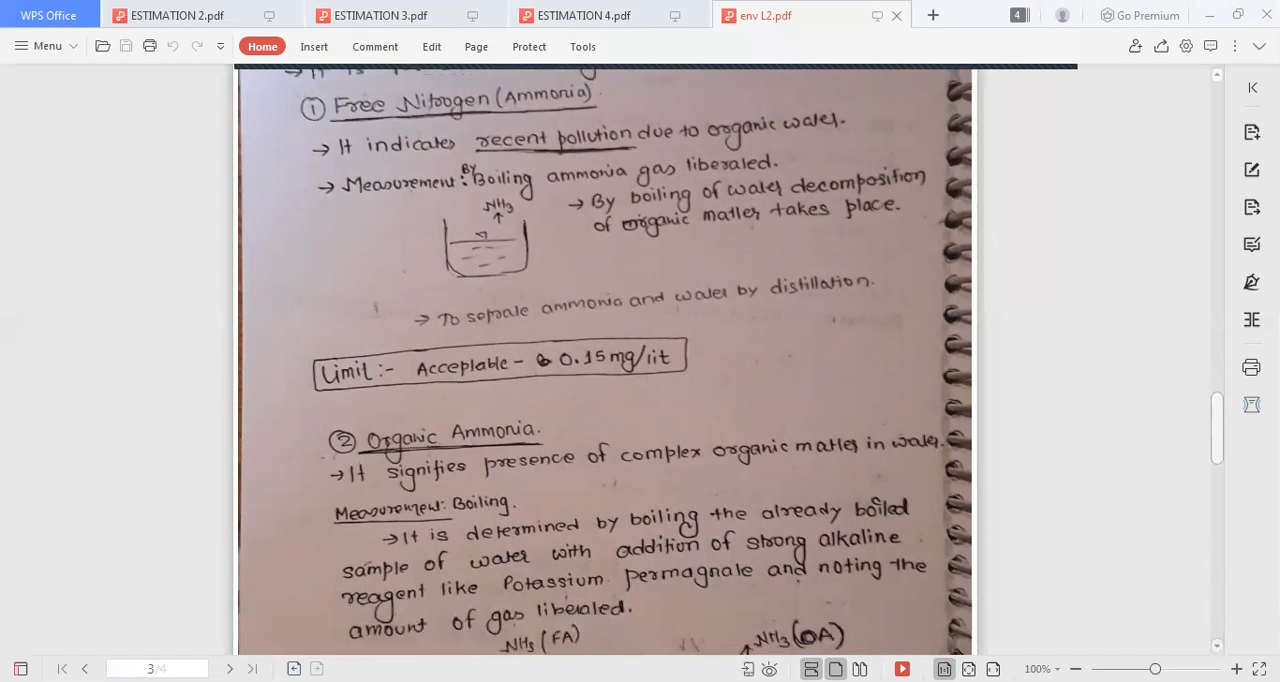 WPS Office
ESTIMATION 2.pdf
ESTIMATION 3.pdf
ESTIMATION 4.pdf
env L2.pdf
4
Go Premium
Menu
Home
Insert
Comment
Edit
Page
Protect
Tools
① Free Nitrogen (Ammonia)
→ It indicates recent pollution due to organic water.
→ Measurement: By Boiling ammonia gas liberaled.
NH3
→ By boiling of water decomposition
of organic matter takes place.
→ To seprate ammonia and water by distillation.
Limit:- Acceptable - 0.15 mg/lit
② Organic Ammonia.
→ It signifies presence of complex organic matter in water.
Measurement: Boiling.
→ It is determined by boiling the already boiled
sample of water with addition of strong alkaline
reagent like Potassium permagnate and noting the
amount of gas liberaled.
NH3 (FA)
NH3 (OA)
3/4
100%